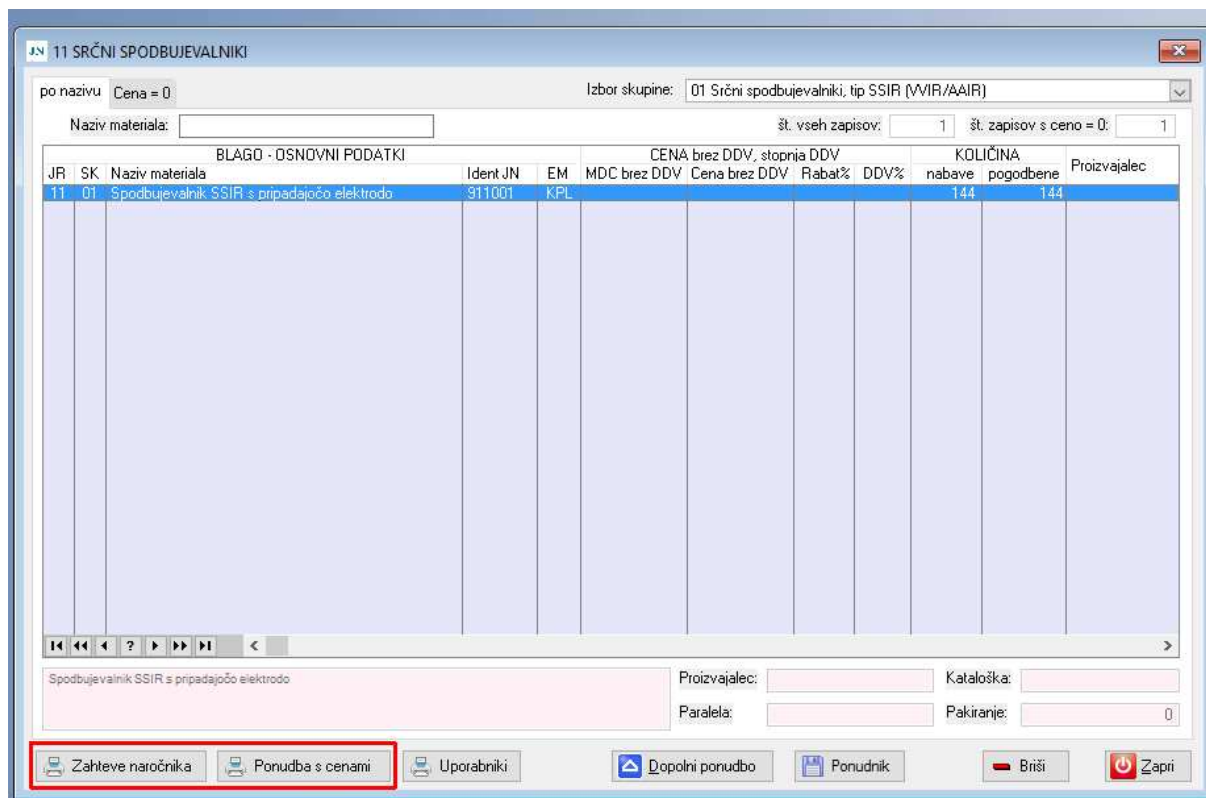 JN 11 SRČNI SPODBUJEVALNIKI
po nazivu Cena = 0 Izbor skupine: 01 Srčni spodbujevalniki, tip SSIR (VVIR/AAIR)
Naziv materiala: št. vseh zapisov: 1 št. zapisov s ceno = 0: 1
BLAGO - OSNOVNI PODATKI CENA brez DDV, stopnja DDV KOLIČINA
JR SK Naziv materiala Ident JN EM MDC brez DDV Cena brez DDV Rabat% DDV% nabave pogodbene Proizvajalec
11 01 Spodbujevalnik SSIR s pripadajočo elektrodo 911001 KPL 144 144
Spodbujevalnik SSIR s pripadajočo elektrodo Proizvajalec: Kataloška:
Paralela: Pakiranje: 0
Zahteve naročnika Ponudba s cenami Uporabniki Dopolni ponudbo Ponudnik Briši Zapri